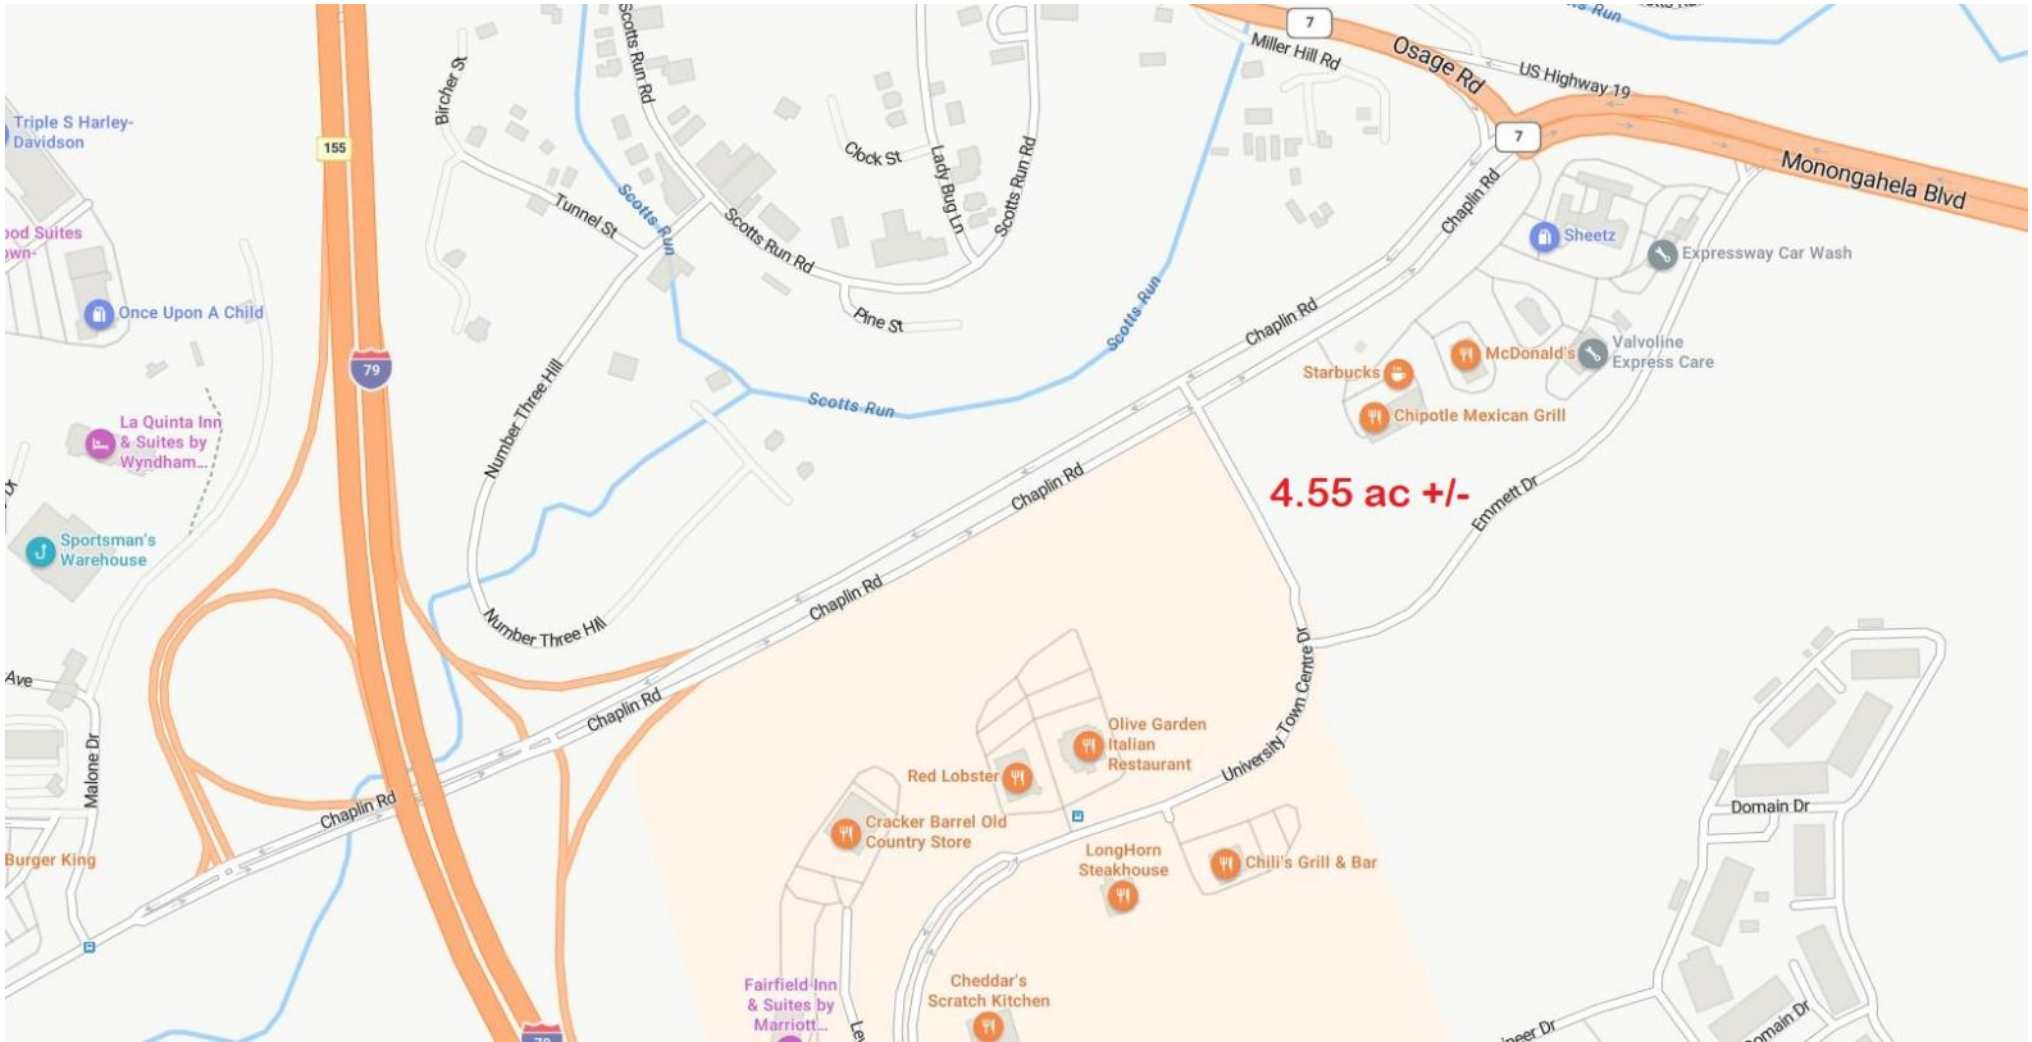 7
Osage Rd
Miller Hill Rd
US Highway 19
Scotts Run Rd
Bircher St
Triple S Harley-
Davidson
155
Clock St
Lady Bug Ln
Scotts Run Rd
7
Monongahela Blvd
Chaplin Rd
Tunnel St
Scotts Run
Scotts Run Rd
Sheetz
Expressway Car Wash
Once Upon A Child
Pine St
Scotts Run
Chaplin Rd
McDonald's
Valvoline
Express Care
Starbucks
79
Number Three Hill
Scotts Run
Chipotle Mexican Grill
La Quinta Inn
& Suites by
Wyndham...
Chaplin Rd
4.55 ac +/-
Emmett Dr
Sportsman's
Warehouse
Chaplin Rd
Number Three Hill
University Town Centre Dr
Ave
Chaplin Rd
Olive Garden
Italian
Restaurant
Red Lobster
Malone Dr
Chaplin Rd
Domain Dr
Cracker Barrel Old
Country Store
Burger King
LongHorn
Steakhouse
Chili's Grill & Bar
Fairfield Inn
& Suites by
Marriott...
Cheddar's
Scratch Kitchen
Domain Dr